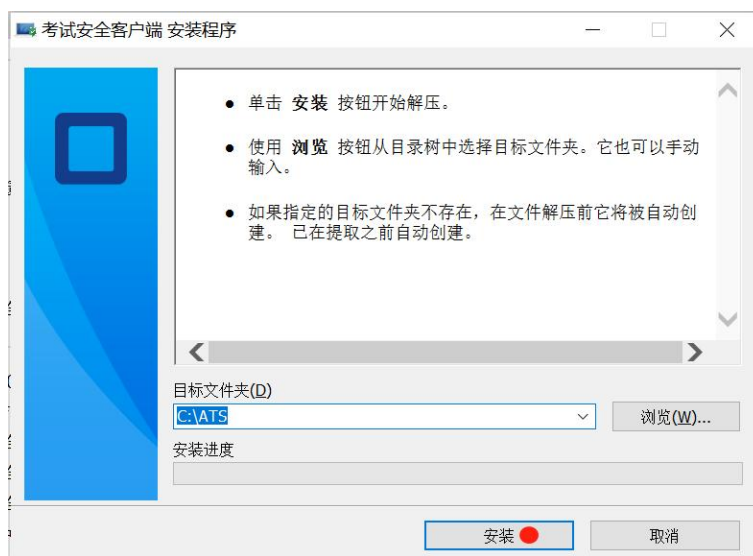 考试安全客户端 安装程序
● 单击 安装 按钮开始解压。
● 使用 浏览 按钮从目录树中选择目标文件夹。它也可以手动
输入。
● 如果指定的目标文件夹不存在，在文件解压前它将被自动创
建。 已在提取之前自动创建。
目标文件夹(D)
C:\ATS
浏览(W)...
安装进度
安装
取消